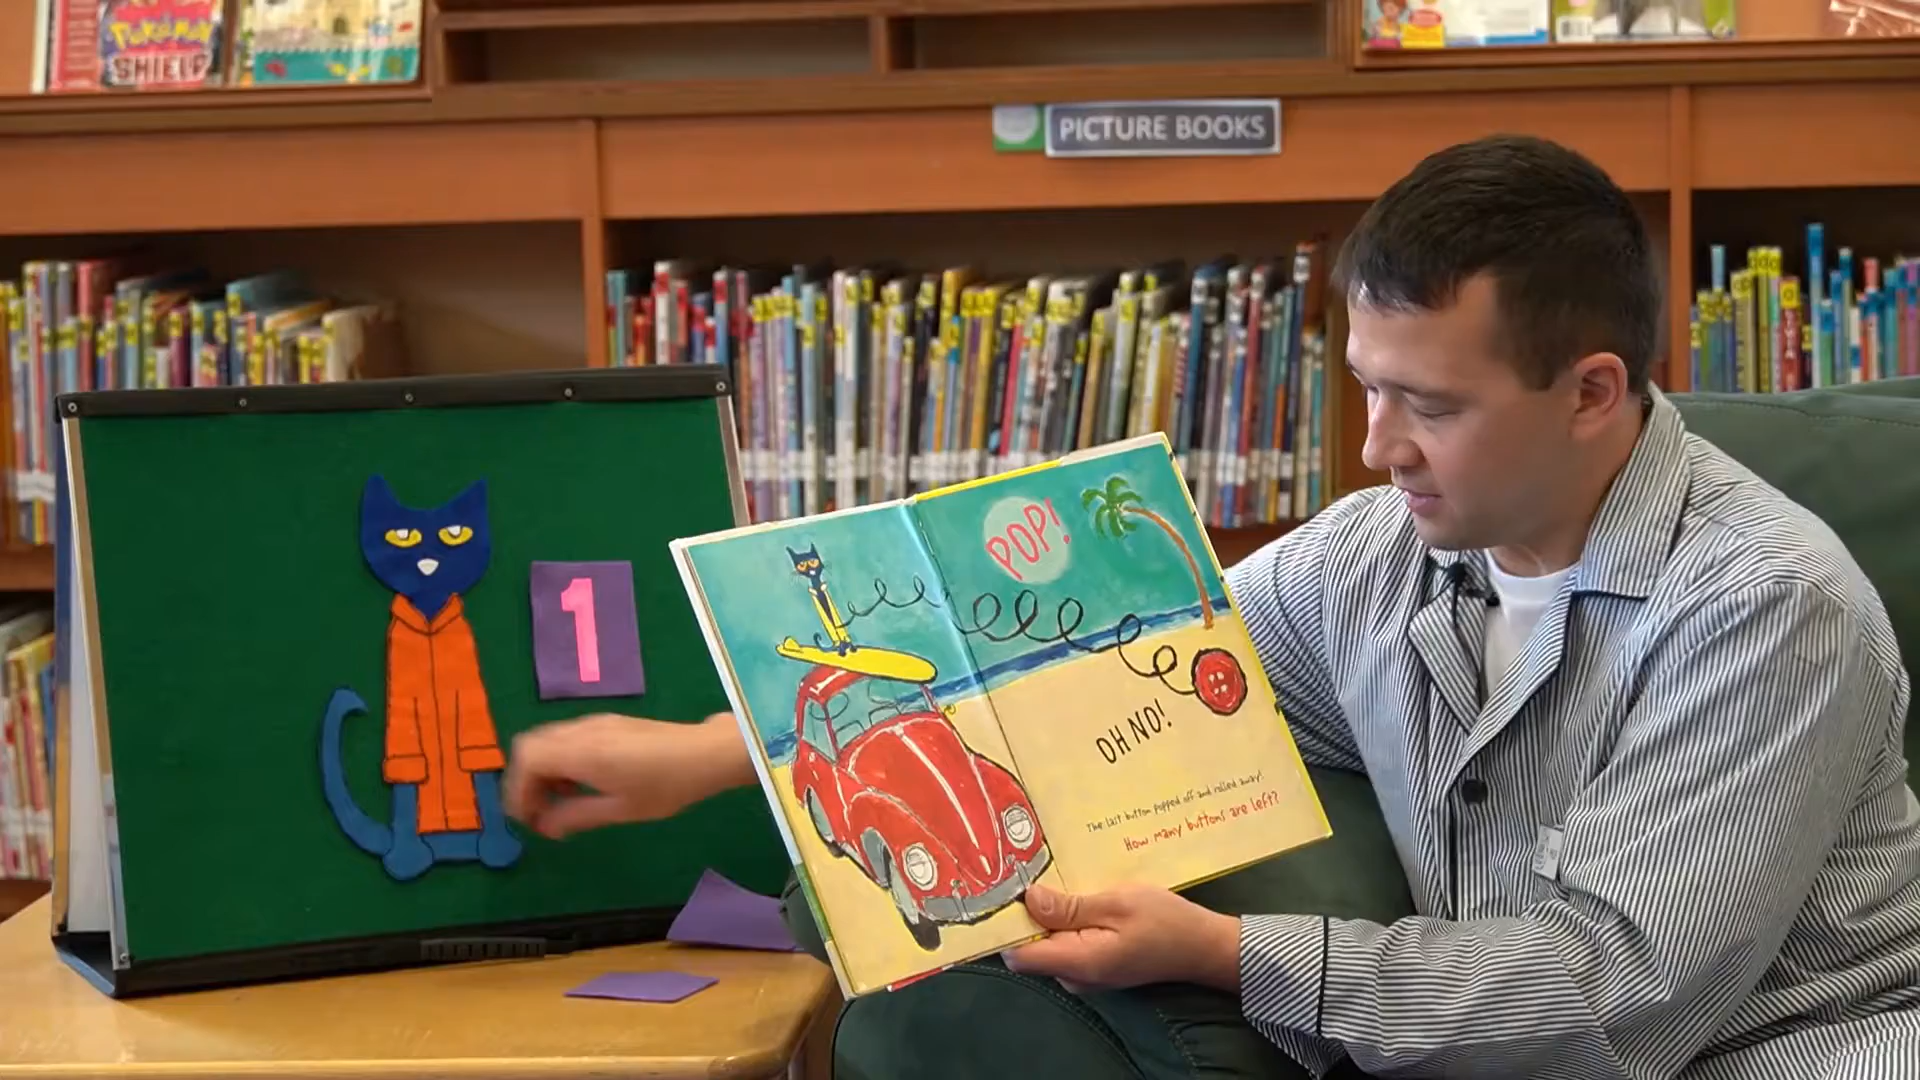 Pokémon
SHIELD
PICTURE BOOKS
1
POP!
OH NO!
The last button popped off and rolled away!
How many buttons are left?